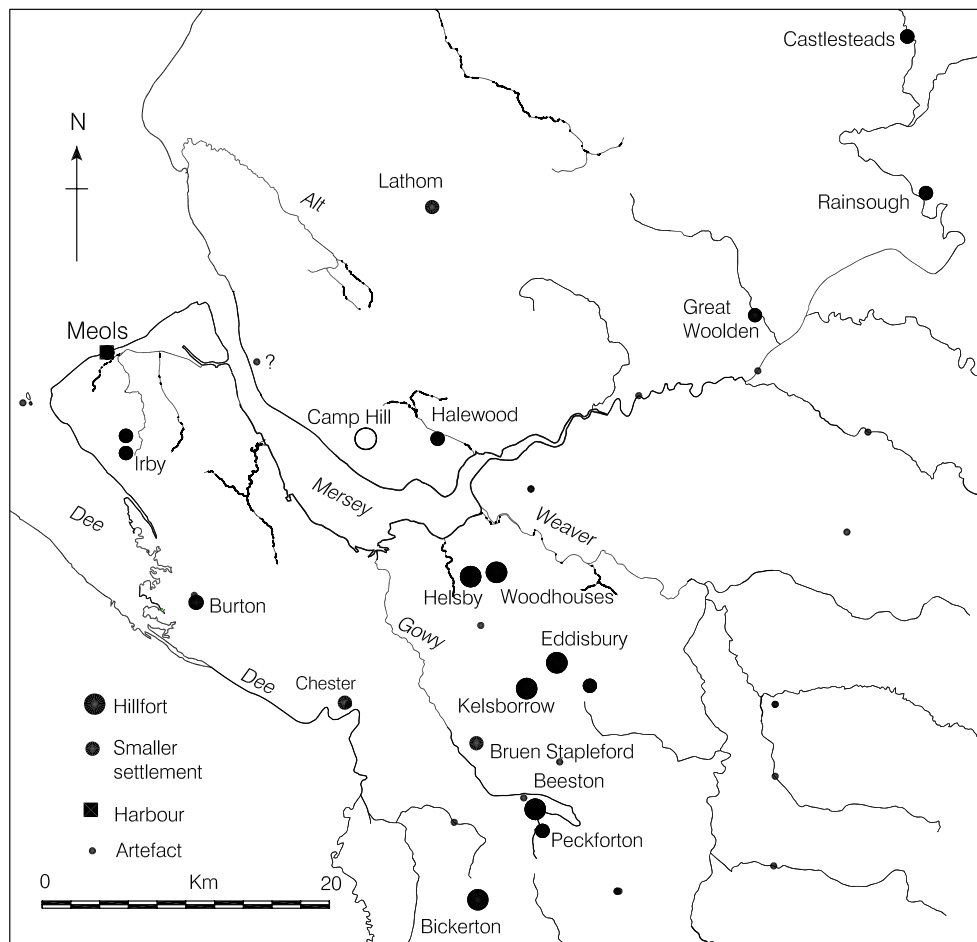 Castlesteads
N
Lathom
Alt
Rainsough
Great
Woolden
Meols
?
Camp Hill
Halewood
Irby
Mersey
Dee
Weaver
Helsby
Woodhouses
Burton
Gowy
Eddisbury
Dee
Chester
Kelsborrow
Hillfort
Bruen Stapleford
Smaller
settlement
Beeston
Harbour
Peckforton
Artefact
0 Km 20
Bickerton